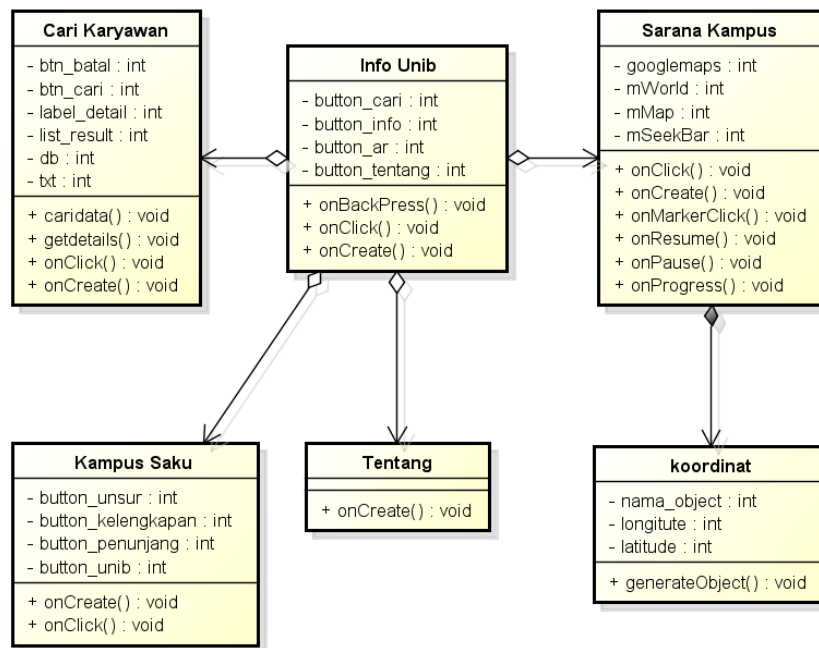 Cari Karyawan
- btn_batal : int
- btn_cari : int
- label_detail : int
- list_result : int
- db : int
- txt : int
+ caridata() : void
+ getdetails() : void
+ onClick() : void
+ onCreate() : void
Info Unib
- button_cari : int
- button_info : int
- button_ar : int
- button_tentang : int
+ onBackPress() : void
+ onClick() : void
+ onCreate() : void
Sarana Kampus
- googlemaps : int
- mWorld : int
- mMap : int
- mSeekBar : int
+ onClick() : void
+ onCreate() : void
+ onMarkerClick() : void
+ onResume() : void
+ onPause() : void
+ onProgress() : void
Kampus Saku
- button_unsur : int
- button_kelengkapan : int
- button_penunjang : int
- button_unib : int
+ onCreate() : void
+ onClick() : void
Tentang
+ onCreate() : void
koordinat
- nama_object : int
- longitute : int
- latitude : int
+ generateObject() : void